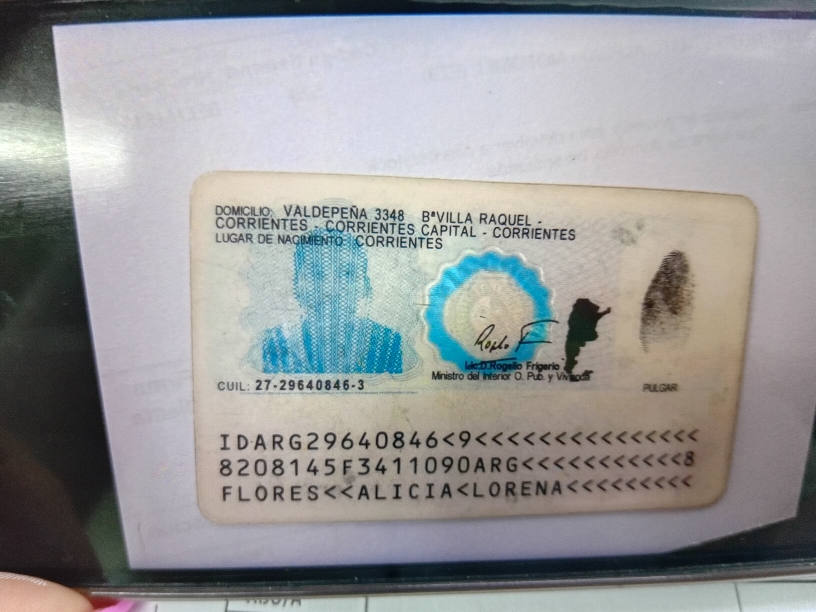 DOMICILIO: VALDEPEÑA 3348 BªVILLA RAQUEL -
CORRIENTES - CORRIENTES CAPITAL - CORRIENTES
LUGAR DE NACIMIENTO: CORRIENTES
Lic.D.Rogelio Frigerio
Ministro del Interior O. Pub. y Vivienda
CUIL: 27-29640846-3
PULGAR
IDARG29640846<9<<<<<<<<<<<<<<<
8208145F3411090ARG<<<<<<<<<<<8
FLORES<<ALICIA<LORENA<<<<<<<<<